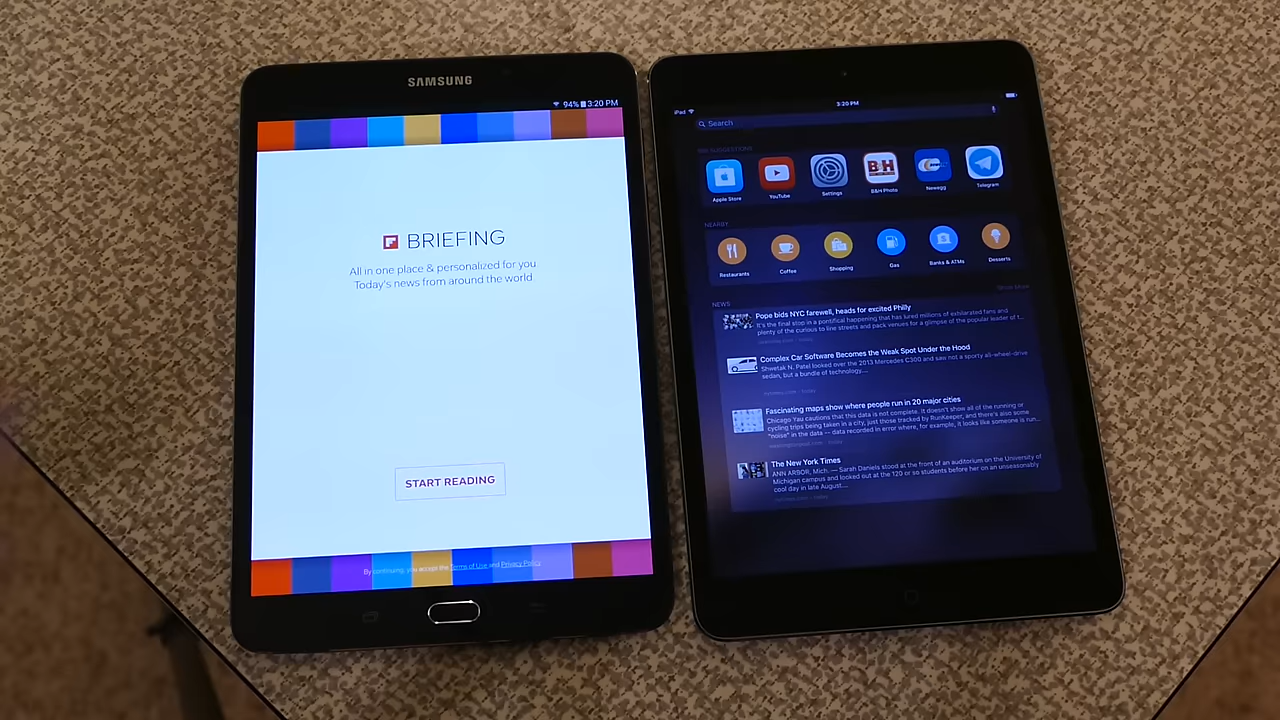 SAMSUNG
94% 3:20 PM
BRIEFING
All in one place & personalized for you.
Today's news from around the world
START READING
By continuing, you accept the Terms of Use and Privacy Policy
iPad
3:20 PM
Search
SIRI SUGGESTIONS
Apple Store
YouTube
Settings
B&H
B&H Photo
Newegg
Telegram
NEARBY
Restaurants
Coffee
Shopping
Gas
Banks & ATMs
Desserts
Show More
NEWS
Pope bids NYC farewell, heads for excited Philly
It's the final stop in a pontifical happening that has lured millions of exhilarated fans and
plenty of the curious to line streets and pack venues for a glimpse of the popular leader of t...
Complex Car Software Becomes the Weak Spot Under the Hood
Shwetak N. Patel looked over the 2013 Mercedes C300 and saw not a sporty all-wheel-drive
sedan, but a bundle of technology....
nytimes.com - today
Fascinating maps show where people run in 20 major cities
Chicago Yau cautions that this data is not complete. It doesn't show all of the running or
cycling trips being taken in a city, just those tracked by RunKeeper, and there's also some
"noise" in the data -- data recorded in error where, for example, it looks like someone is run...
washingtonpost.com - today
The New York Times
ANN ARBOR, Mich. — Sarah Daniels stood at the front of an auditorium on the University of
Michigan campus and looked out at the 120 or so students before her on an unseasonably
cool day in late August....
nytimes.com - today